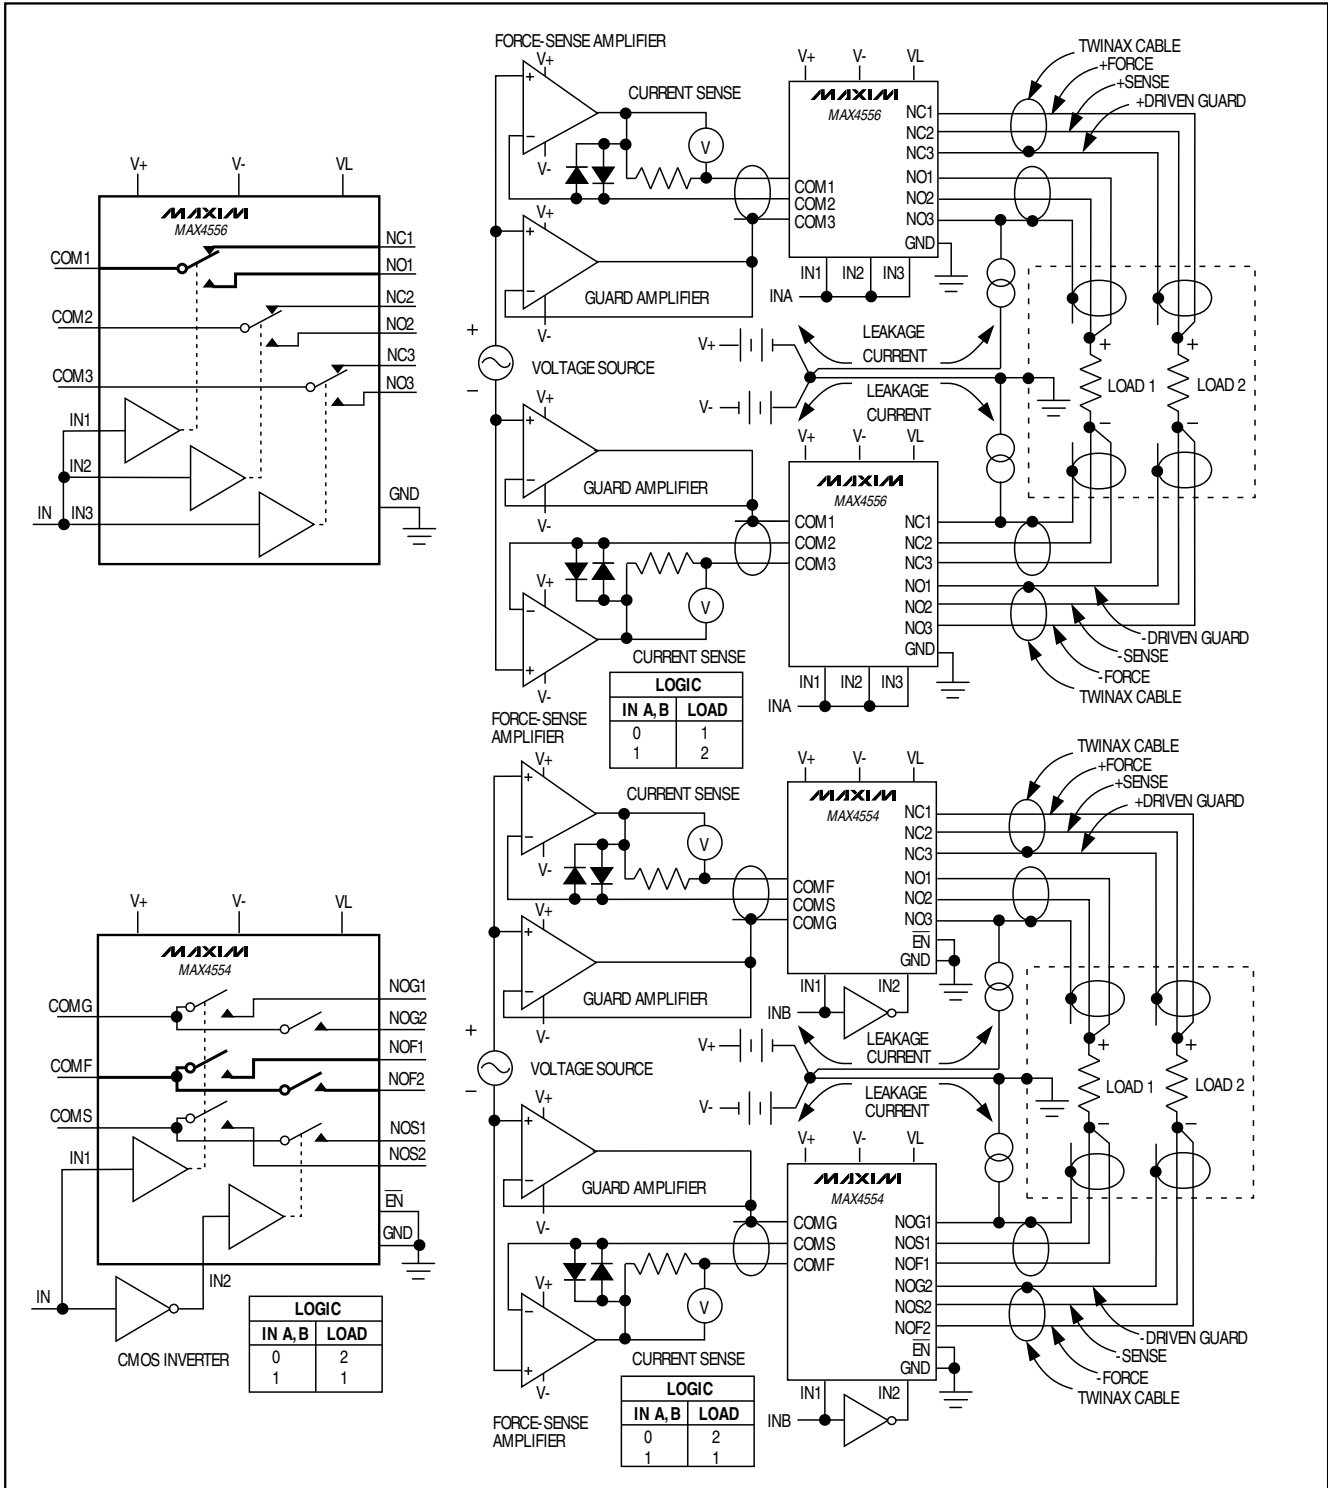 V+ V- VL
MAXIM
MAX4556
COM1
COM2
COM3
IN1
IN2
IN IN3
NC1
NO1
NC2
NO2
NC3
NO3
GND
FORCE-SENSE AMPLIFIER
V+
+
-
V-
CURRENT SENSE
V
V+
+
-
V-
GUARD AMPLIFIER
+
-
VOLTAGE SOURCE
V+ V- VL
MAXIM
MAX4556
COM1
COM2
COM3
NC1
NC2
NC3
NO1
NO2
NO3
GND
IN1 IN2 IN3
INA
TWINAX CABLE
+FORCE
+SENSE
+DRIVEN GUARD
V+
V-
LEAKAGE
CURRENT
LEAKAGE
CURRENT
+ +
LOAD 1 LOAD 2
- -
V+
+
-
V-
GUARD AMPLIFIER
V+
-
+
V-
V
CURRENT SENSE
FORCE-SENSE
AMPLIFIER
V+ V- VL
MAXIM
MAX4556
COM1
COM2
COM3
NC1
NC2
NC3
NO1
NO2
NO3
GND
IN1 IN2 IN3
INA
-DRIVEN GUARD
-SENSE
-FORCE
TWINAX CABLE
LOGIC
IN A, B LOAD
0 1
1 2
V+ V- VL
MAXIM
MAX4554
COMG
COMF
COMS
IN1
NOG1
NOG2
NOF1
NOF2
NOS1
NOS2
EN
GND
IN2
IN
CMOS INVERTER
LOGIC
IN A, B LOAD
0 2
1 1
V+
+
-
V-
CURRENT SENSE
V
V+
+
-
V-
GUARD AMPLIFIER
+
-
VOLTAGE SOURCE
V+ V- VL
MAXIM
MAX4554
COMF
COMS
COMG
NC1
NC2
NC3
NO1
NO2
NO3
EN
GND
IN1 IN2
INB
TWINAX CABLE
+FORCE
+SENSE
+DRIVEN GUARD
V+
V-
LEAKAGE
CURRENT
LEAKAGE
CURRENT
+ +
LOAD 1 LOAD 2
- -
V+
+
-
V-
GUARD AMPLIFIER
V+
-
+
V-
V
CURRENT SENSE
FORCE-SENSE
AMPLIFIER
V+ V- VL
MAXIM
MAX4554
COMG
COMS
COMF
NOG1
NOS1
NOF1
NOG2
NOS2
NOF2
EN
GND
IN1 IN2
INB
-DRIVEN GUARD
-SENSE
-FORCE
TWINAX CABLE
LOGIC
IN A, B LOAD
0 2
1 1